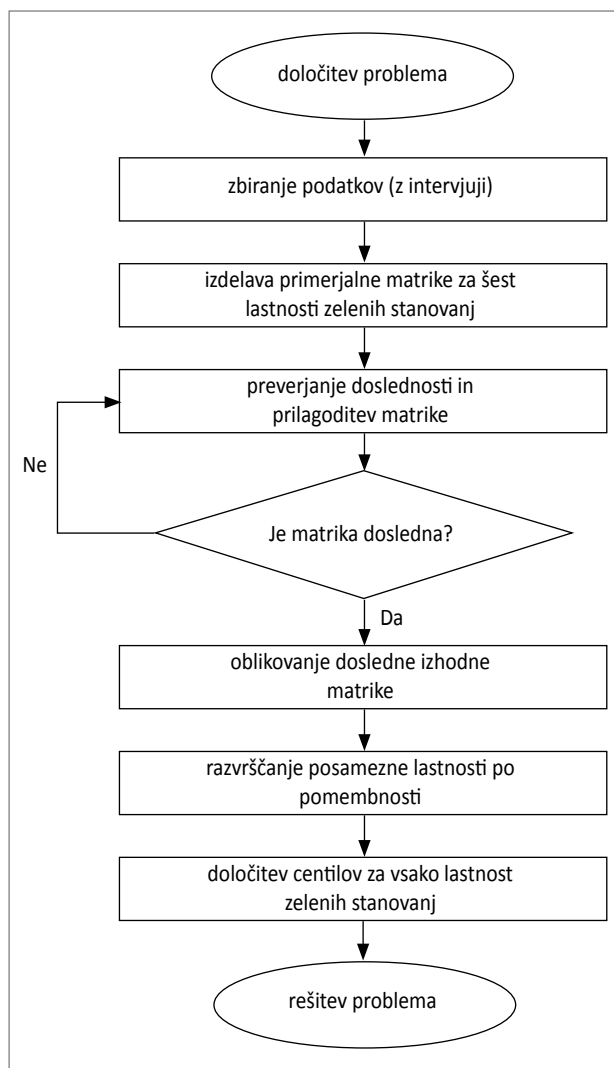 določitev problema
zbiranje podatkov (z intervjuji)
izdelava primerjalne matrike za šest
lastnosti zelenih stanovanj
preverjanje doslednosti in
prilagoditev matrike
Ne
Je matrika dosledna?
Da
oblikovanje dosledne izhodne
matrike
razvrščanje posamezne lastnosti po
pomembnosti
določitev centilov za vsako lastnost
zelenih stanovanj
rešitev problema